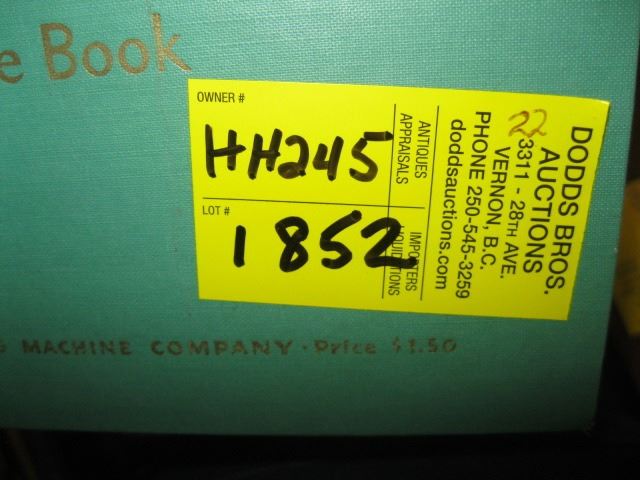 e Book
OWNER #
HH245
LOT #
1852
ANTIQUES
APPRAISALS
IMPORTERS
LIQUIDATIONS
DODDS BROS.
AUCTIONS
22
3311 - 28TH AVE.
VERNON, B.C.
PHONE 250-545-3259
doddsauctions.com
G MACHINE COMPANY · Price $1.50